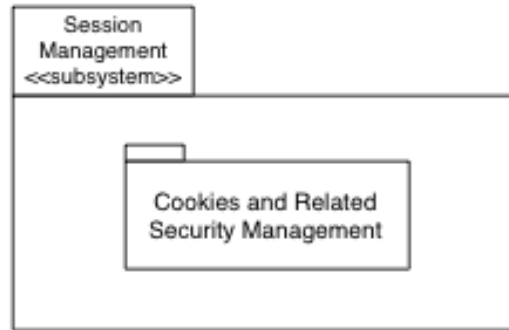 Session
Management
<<subsystem>>
Cookies and Related
Security Management